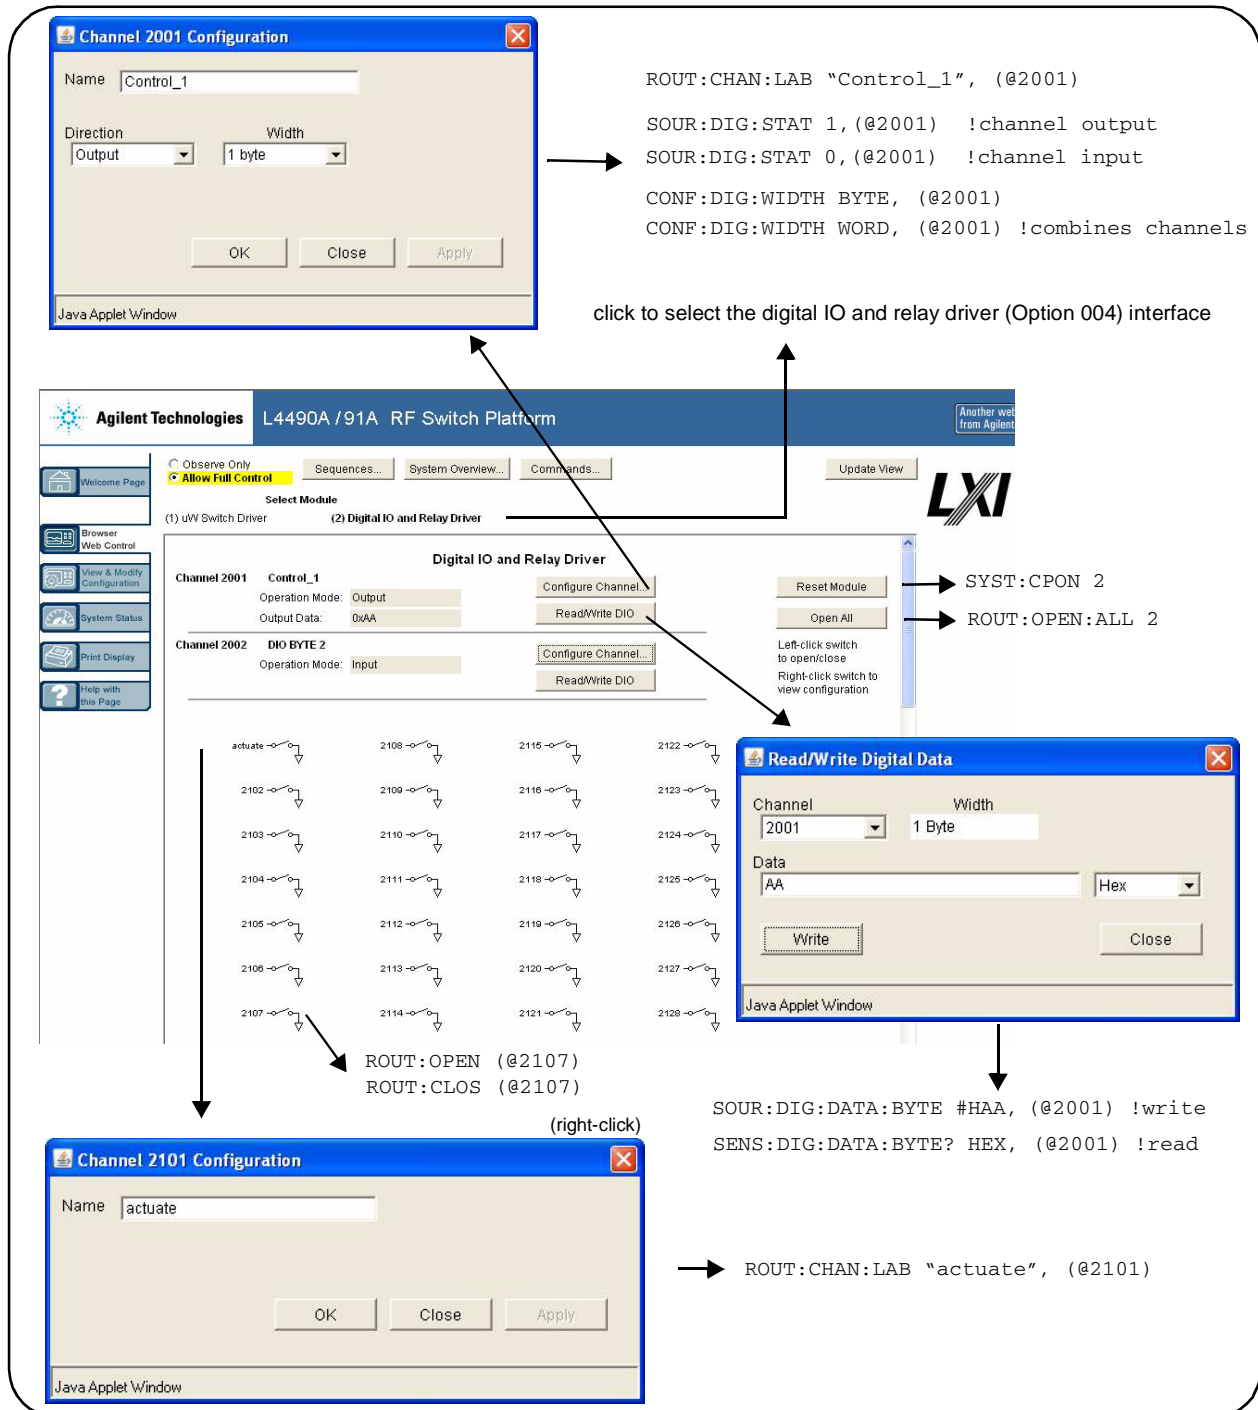 Channel 2001 Configuration
Name Control_1
Direction Width
Output 1 byte
OK Close Apply
Java Applet Window
ROUT:CHAN:LAB “Control_1”, (@2001)
SOUR:DIG:STAT 1,(@2001) !channel output
SOUR:DIG:STAT 0,(@2001) !channel input
CONF:DIG:WIDTH BYTE, (@2001)
CONF:DIG:WIDTH WORD, (@2001) !combines channels
click to select the digital IO and relay driver (Option 004) interface
Agilent Technologies L4490A / 91A RF Switch Platform
Another web
from Agilent
Welcome Page
Browser
Web Control
View & Modify
Configuration
System Status
Print Display
Help with
this Page
Observe Only
Allow Full Control
Sequences... System Overview... Commands... Update View
LXI
Select Module
(1) uW Switch Driver (2) Digital IO and Relay Driver
Digital IO and Relay Driver
Channel 2001 Control_1 Configure Channel... Reset Module
Operation Mode: Output
Output Data: 0xAA Read/Write DIO Open All
Channel 2002 DIO BYTE 2 Configure Channel...
Operation Mode: Input
Read/Write DIO
Left-click switch
to open/close
Right-click switch to
view configuration
SYST:CPON 2
ROUT:OPEN:ALL 2
actuate 2108 2115 2122
2102 2109 2116 2123
2103 2110 2117 2124
2104 2111 2118 2125
2105 2112 2119 2126
2106 2113 2120 2127
2107 2114 2121 2128
Read/Write Digital Data
Channel Width
2001 1 Byte
Data
AA Hex
Write Close
Java Applet Window
ROUT:OPEN (@2107)
ROUT:CLOS (@2107)
SOUR:DIG:DATA:BYTE #HAA, (@2001) !write
SENS:DIG:DATA:BYTE? HEX, (@2001) !read
(right-click)
Channel 2101 Configuration
Name actuate
OK Close Apply
Java Applet Window
ROUT:CHAN:LAB “actuate”, (@2101)